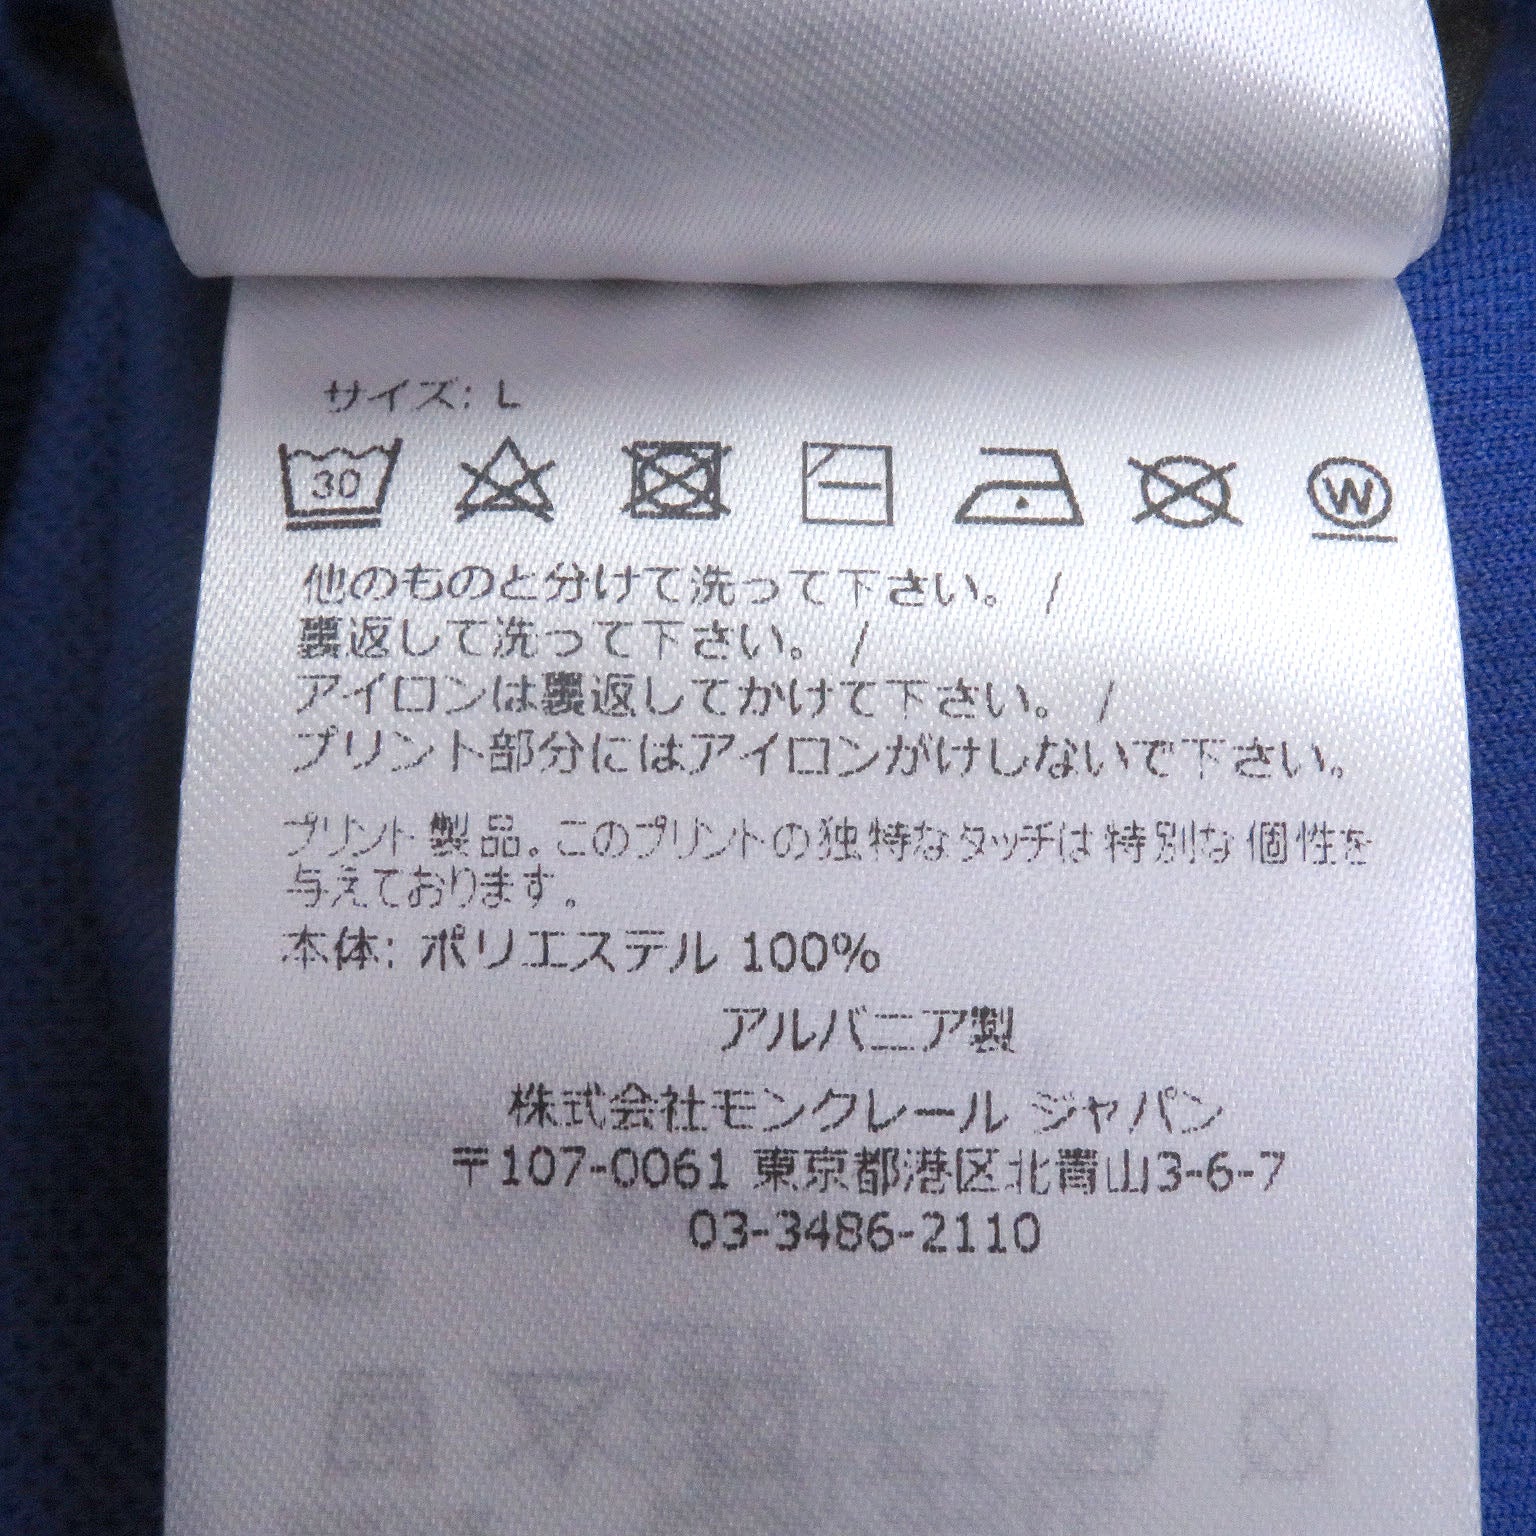 サイズ: L
30
W
他のものと分けて洗って下さい。 /
裏返して洗って下さい。 /
アイロンは裏返してかけて下さい。 /
プリント部分にはアイロンがけしないで下さい。
プリント製品。このプリントの独特なタッチは特別な個性を
与えております。
本体: ポリエステル 100%
アルバニア製
株式会社モンクレール ジャパン
〒107-0061 東京都港区北青山3-6-7
03-3486-2110